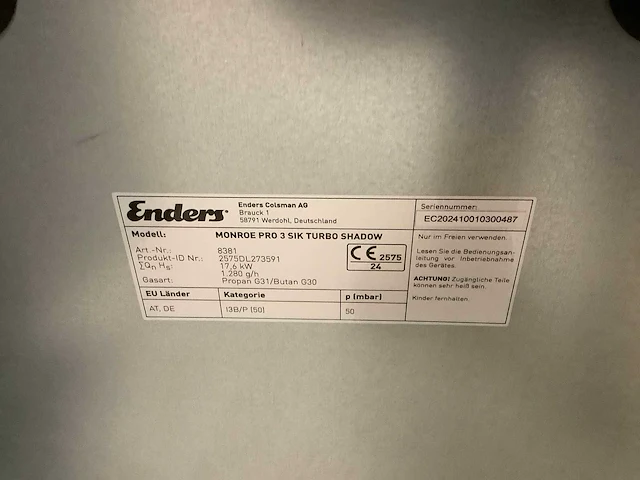 Enders
Enders Colsman AG
Brauck 1
58791 Werdohl, Deutschland
Seriennummer:
EC202410010300487
Modell: MONROE PRO 3 SIK TURBO SHADOW
Art.-Nr.: 8381
Produkt-ID Nr.: 2575DL273591
∑Qn Hs: 17,6 kW
1.280 g/h
Gasart: Propan G31/Butan G30
CE 2575
24
EU Länder Kategorie p (mbar)
AT, DE I3B/P (50) 50
Nur im Freien verwenden.
Lesen Sie die Bedienungsan-
leitung vor Inbetriebnahme
des Gerätes.
ACHTUNG! Zugängliche Teile
können sehr heiß sein.
Kinder fernhalten.